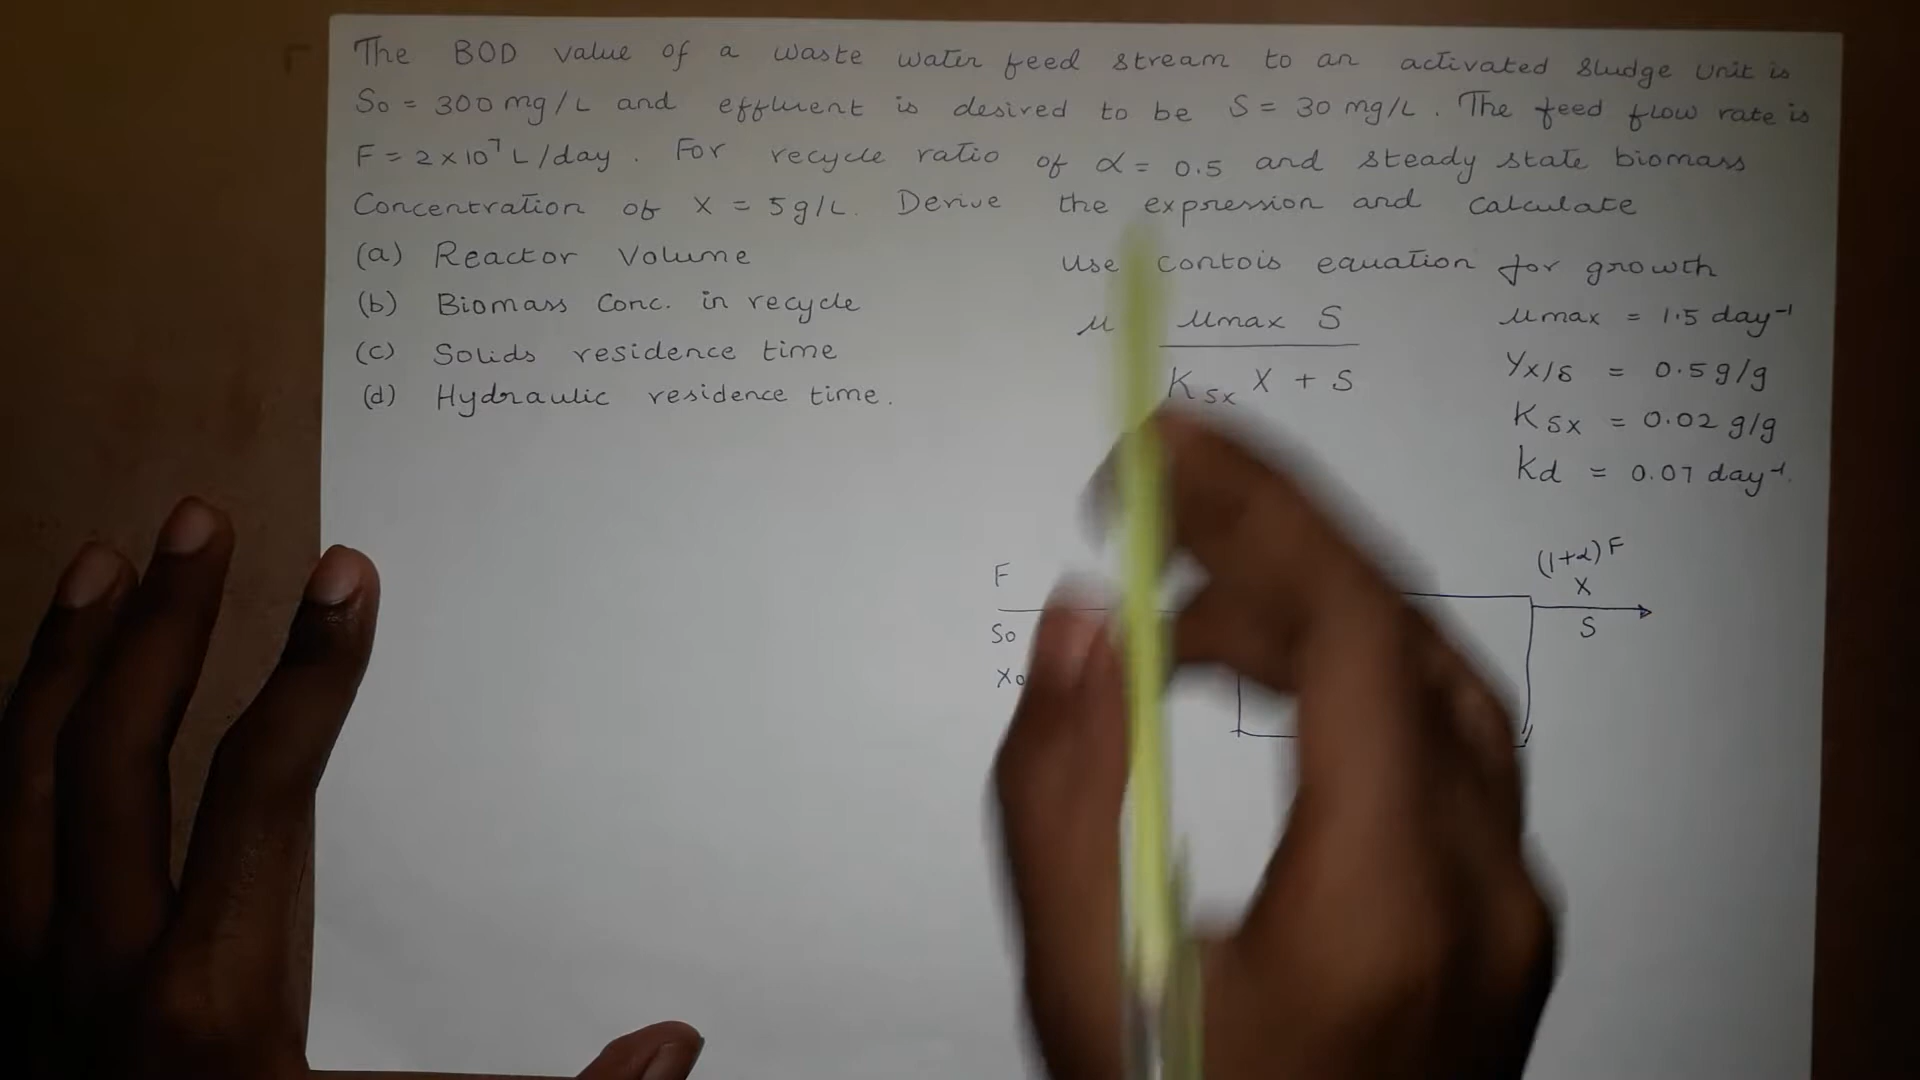 The BOD value of a waste water feed stream to an activated sludge unit is
So = 300 mg/L and effluent is desired to be S = 30 mg/L. The feed flow rate is
F = 2 x 10⁷ L/day. For recycle ratio of α = 0.5 and steady state biomass
Concentration of X = 5 g/L. Derive the expression and calculate
(a) Reactor Volume
(b) Biomass Conc. in recycle
(c) Solids residence time
(d) Hydraulic residence time.
Use contois equation for growth
μ μmax S
KSX X + S
μmax = 1.5 day⁻¹
YX/S = 0.5 g/g
KSX = 0.02 g/g
kd = 0.07 day⁻¹.
F
So
Xo
(1+α)F
X
S